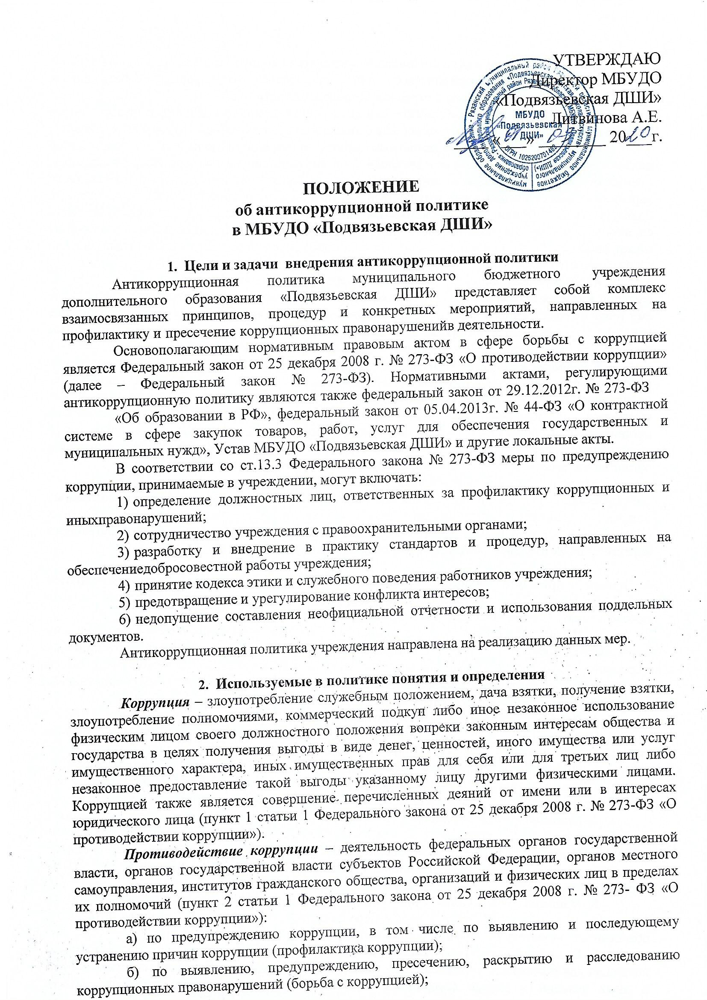 УТВЕРЖДАЮ
Директор МБУДО
«Подвязьевская ДШИ»
Литвинова А.Е.
« » 2020г.
МБУДО
«Подвязьевская
ДШИ»
ПОЛОЖЕНИЕ
об антикоррупционной политике
в МБУДО «Подвязьевская ДШИ»
1. Цели и задачи внедрения антикоррупционной политики
Антикоррупционная политика муниципального бюджетного учреждения
дополнительного образования «Подвязьевская ДШИ» представляет собой комплекс
взаимосвязанных принципов, процедур и конкретных мероприятий, направленных на
профилактику и пресечение коррупционных правонарушенийв деятельности.
Основополагающим нормативным правовым актом в сфере борьбы с коррупцией
является Федеральный закон от 25 декабря 2008 г. № 273-ФЗ «О противодействии коррупции»
(далее – Федеральный закон № 273-ФЗ). Нормативными актами, регулирующими
антикоррупционную политику являются также федеральный закон от 29.12.2012г. № 273-ФЗ
«Об образовании в РФ», федеральный закон от 05.04.2013г. № 44-ФЗ «О контрактной
системе в сфере закупок товаров, работ, услуг для обеспечения государственных и
муниципальных нужд», Устав МБУДО «Подвязьевская ДШИ» и другие локальные акты.
В соответствии со ст.13.3 Федерального закона № 273-ФЗ меры по предупреждению
коррупции, принимаемые в учреждении, могут включать:
1) определение должностных лиц, ответственных за профилактику коррупционных и
иныхправонарушений;
2) сотрудничество учреждения с правоохранительными органами;
3) разработку и внедрение в практику стандартов и процедур, направленных на
обеспечениедобросовестной работы учреждения;
4) принятие кодекса этики и служебного поведения работников учреждения;
5) предотвращение и урегулирование конфликта интересов;
6) недопущение составления неофициальной отчетности и использования поддельных
документов.
Антикоррупционная политика учреждения направлена на реализацию данных мер.
2. Используемые в политике понятия и определения
Коррупция – злоупотребление служебным положением, дача взятки, получение взятки,
злоупотребление полномочиями, коммерческий подкуп либо иное незаконное использование
физическим лицом своего должностного положения вопреки законным интересам общества и
государства в целях получения выгоды в виде денег, ценностей, иного имущества или услуг
имущественного характера, иных имущественных прав для себя или для третьих лиц либо
незаконное предоставление такой выгоды указанному лицу другими физическими лицами.
Коррупцией также является совершение перечисленных деяний от имени или в интересах
юридического лица (пункт 1 статьи 1 Федерального закона от 25 декабря 2008 г. № 273-ФЗ «О
противодействии коррупции»).
Противодействие коррупции – деятельность федеральных органов государственной
власти, органов государственной власти субъектов Российской Федерации, органов местного
самоуправления, институтов гражданского общества, организаций и физических лиц в пределах
их полномочий (пункт 2 статьи 1 Федерального закона от 25 декабря 2008 г. № 273- ФЗ «О
противодействии коррупции»):
а) по предупреждению коррупции, в том числе по выявлению и последующему
устранению причин коррупции (профилактика коррупции);
б) по выявлению, предупреждению, пресечению, раскрытию и расследованию
коррупционных правонарушений (борьба с коррупцией);